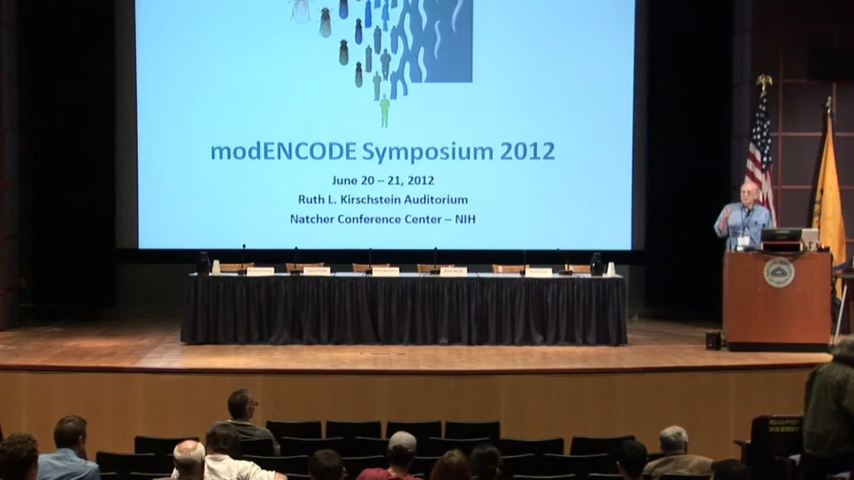 modENCODE Symposium 2012
June 20 – 21, 2012
Ruth L. Kirschstein Auditorium
Natcher Conference Center – NIH